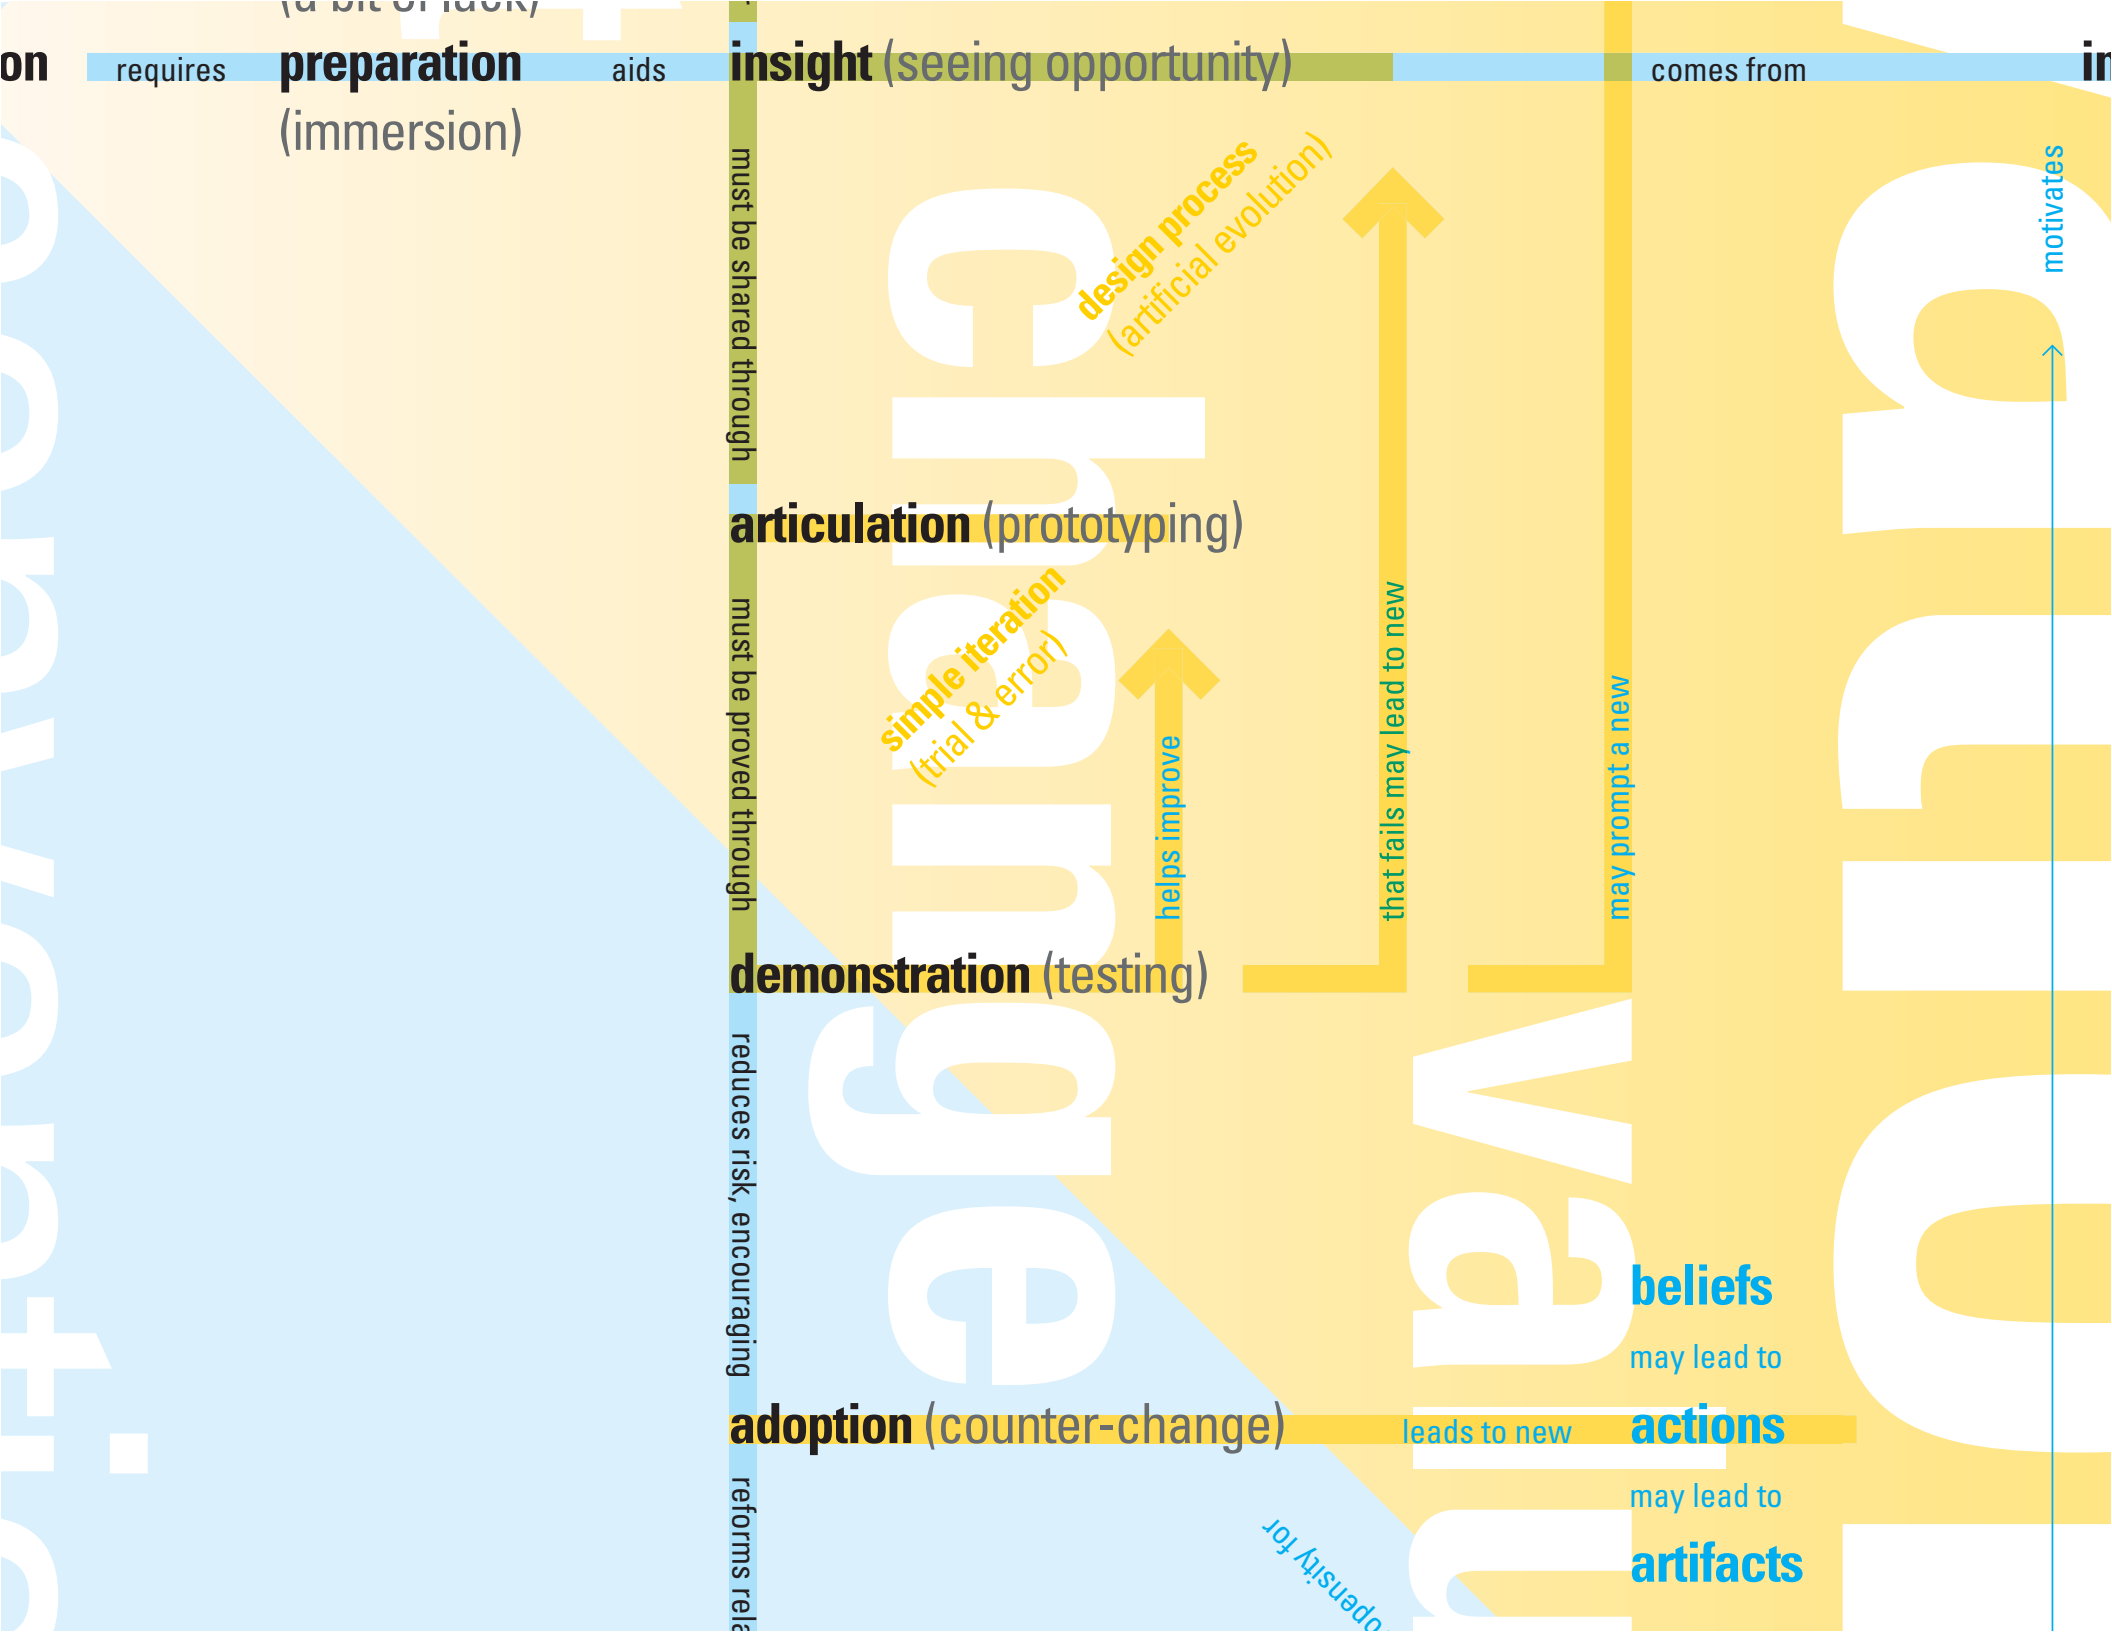 requires
preparation
(immersion)
aids
insight (seeing opportunity)
comes from
must be shared through
design process
(artificial evolution)
motivates
articulation (prototyping)
must be proved through
simple iteration
(trial & error)
helps improve
that fails may lead to new
may prompt a new
demonstration (testing)
reduces risk, encouraging
change
beliefs
may lead to
adoption (counter-change)
leads to new
actions
may lead to
artifacts
reforms